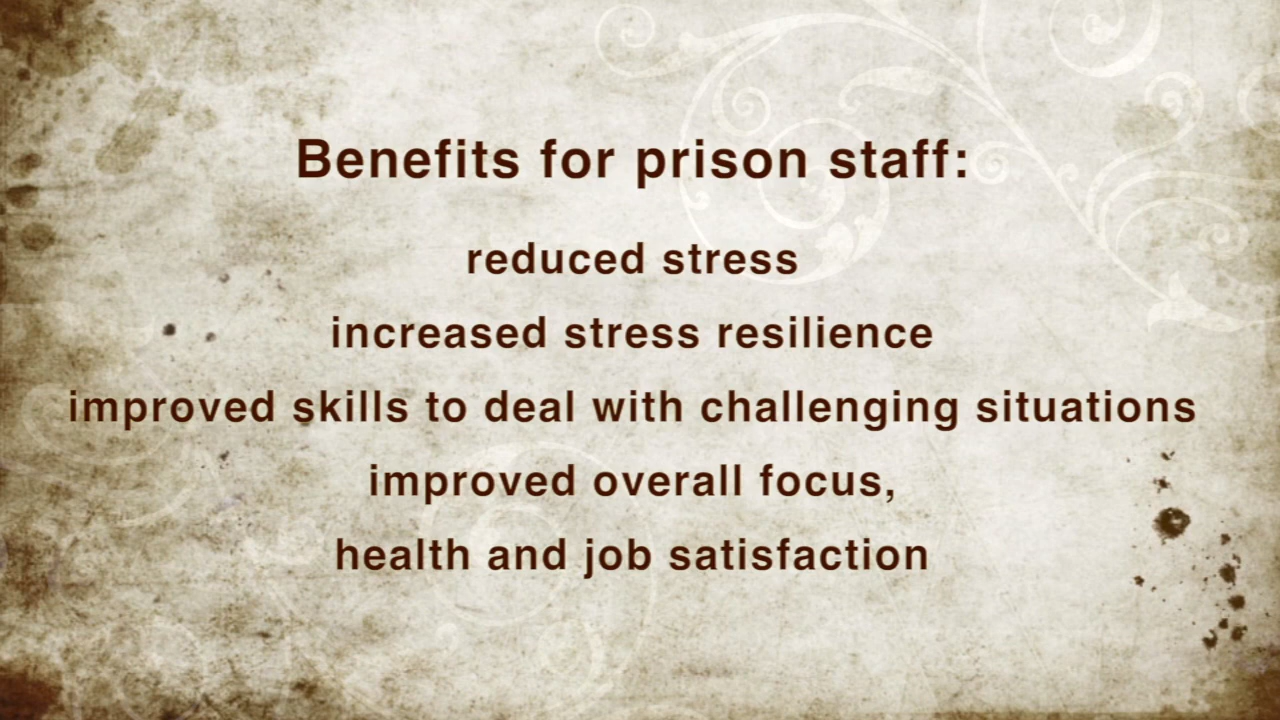 Benefits for prison staff:
reduced stress
increased stress resilience
improved skills to deal with challenging situations
improved overall focus,
health and job satisfaction